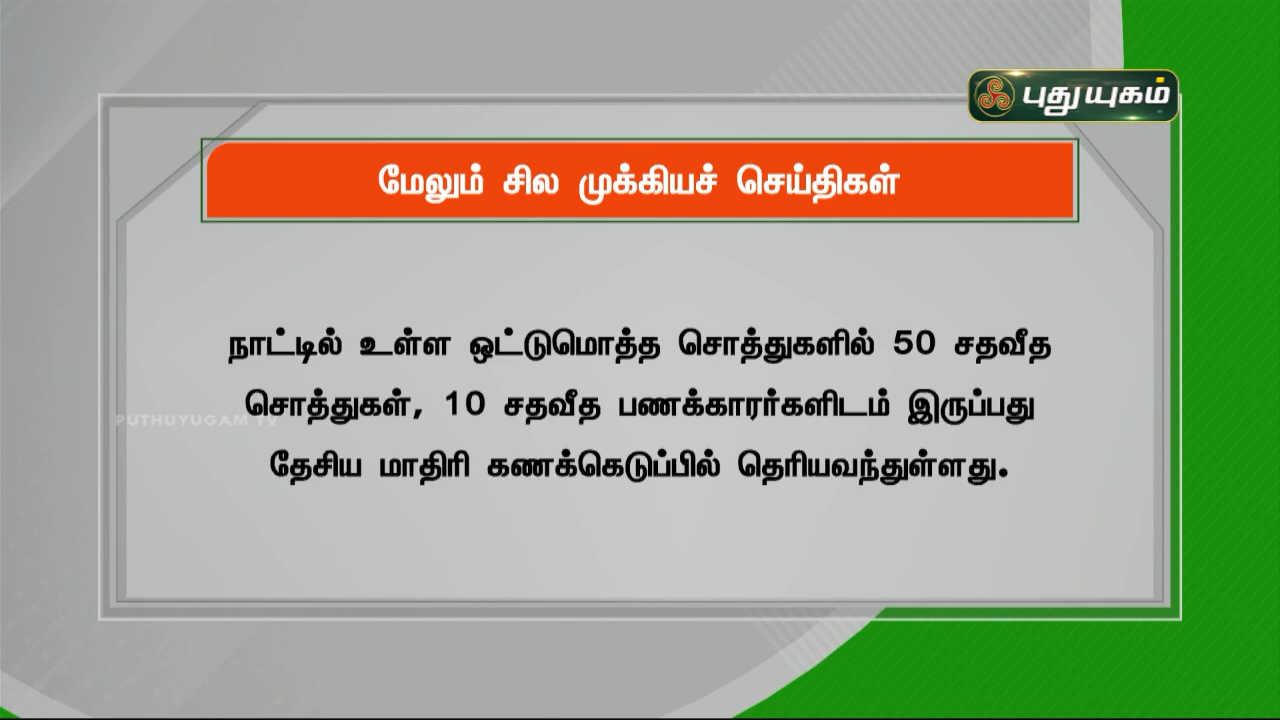 புதுயுகம்
மேலும் சில முக்கியச் செய்திகள்
நாட்டில் உள்ள ஒட்டுமொத்த சொத்துகளில் 50 சதவீத
சொத்துகள், 10 சதவீத பணக்காரர்களிடம் இருப்பது
PUTHUYUGAM TV
தேசிய மாதிரி கணக்கெடுப்பில் தெரியவந்துள்ளது.